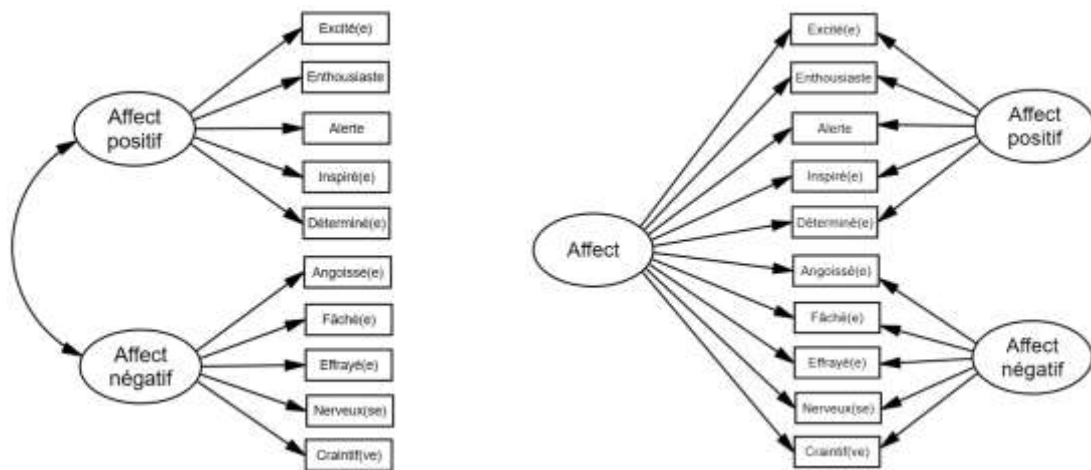 Excité(e)
Enthousiaste
Alerte
Inspiré(e)
Déterminé(e)
Angoissé(e)
Fâché(e)
Effrayé(e)
Nerveux(se)
Craintif(ve)
Affect
positif
Affect
négatif
Excité(e)
Enthousiaste
Alerte
Inspiré(e)
Déterminé(e)
Angoissé(e)
Fâché(e)
Effrayé(e)
Nerveux(se)
Craintif(ve)
Affect
Affect
positif
Affect
négatif